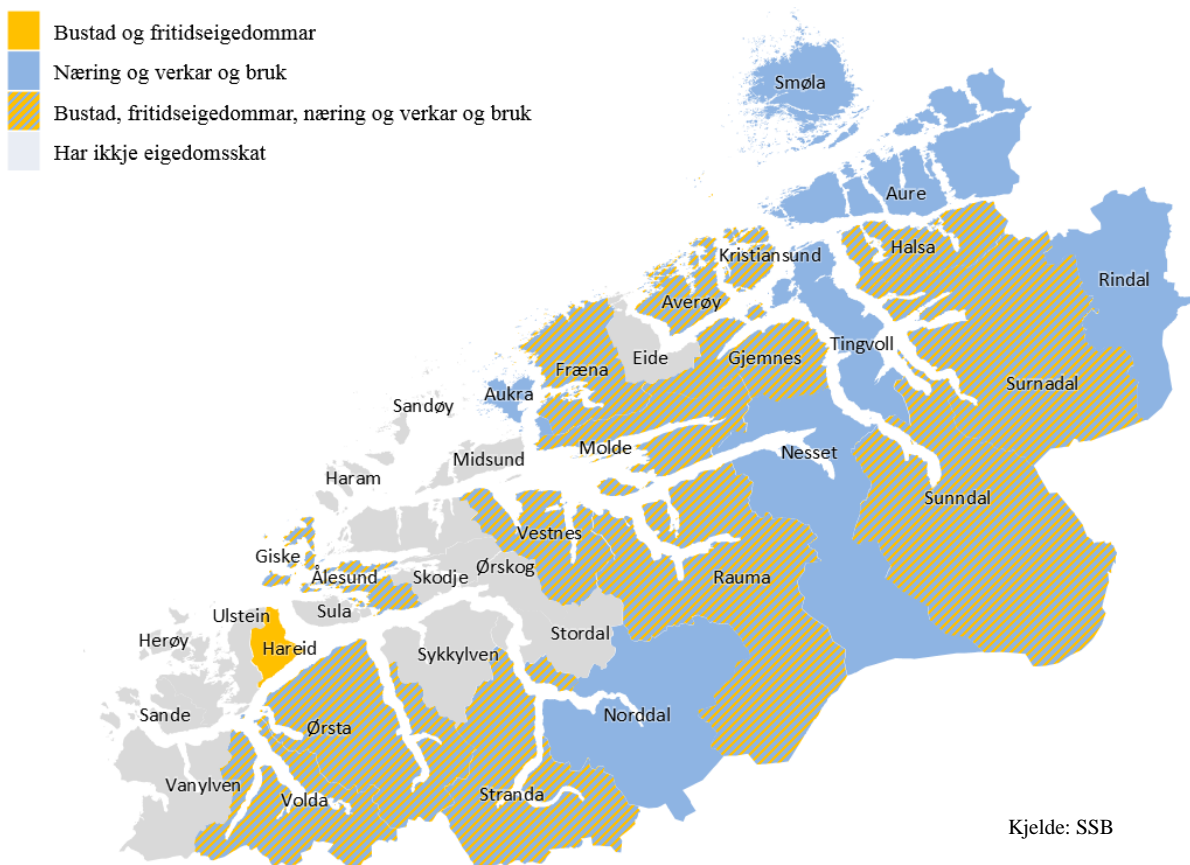 Bustad og fritidseigedommar
Næring og verkar og bruk
Bustad, fritidseigedommar, næring og verkar og bruk
Har ikkje eigedomsskat
Smøla
Aure
Kristiansund
Halsa
Rindal
Averøy
Tingvoll
Eide
Gjemnes
Fræna
Surnadal
Aukra
Sandøy
Molde
Midsund
Nesset
Haram
Sunndal
Vestnes
Giske
Ålesund
Skodje
Ørskog
Rauma
Ulstein
Sula
Herøy
Hareid
Stordal
Sykkylven
Sande
Norddal
Ørsta
Vanylven
Volda
Stranda
Kjelde: SSB